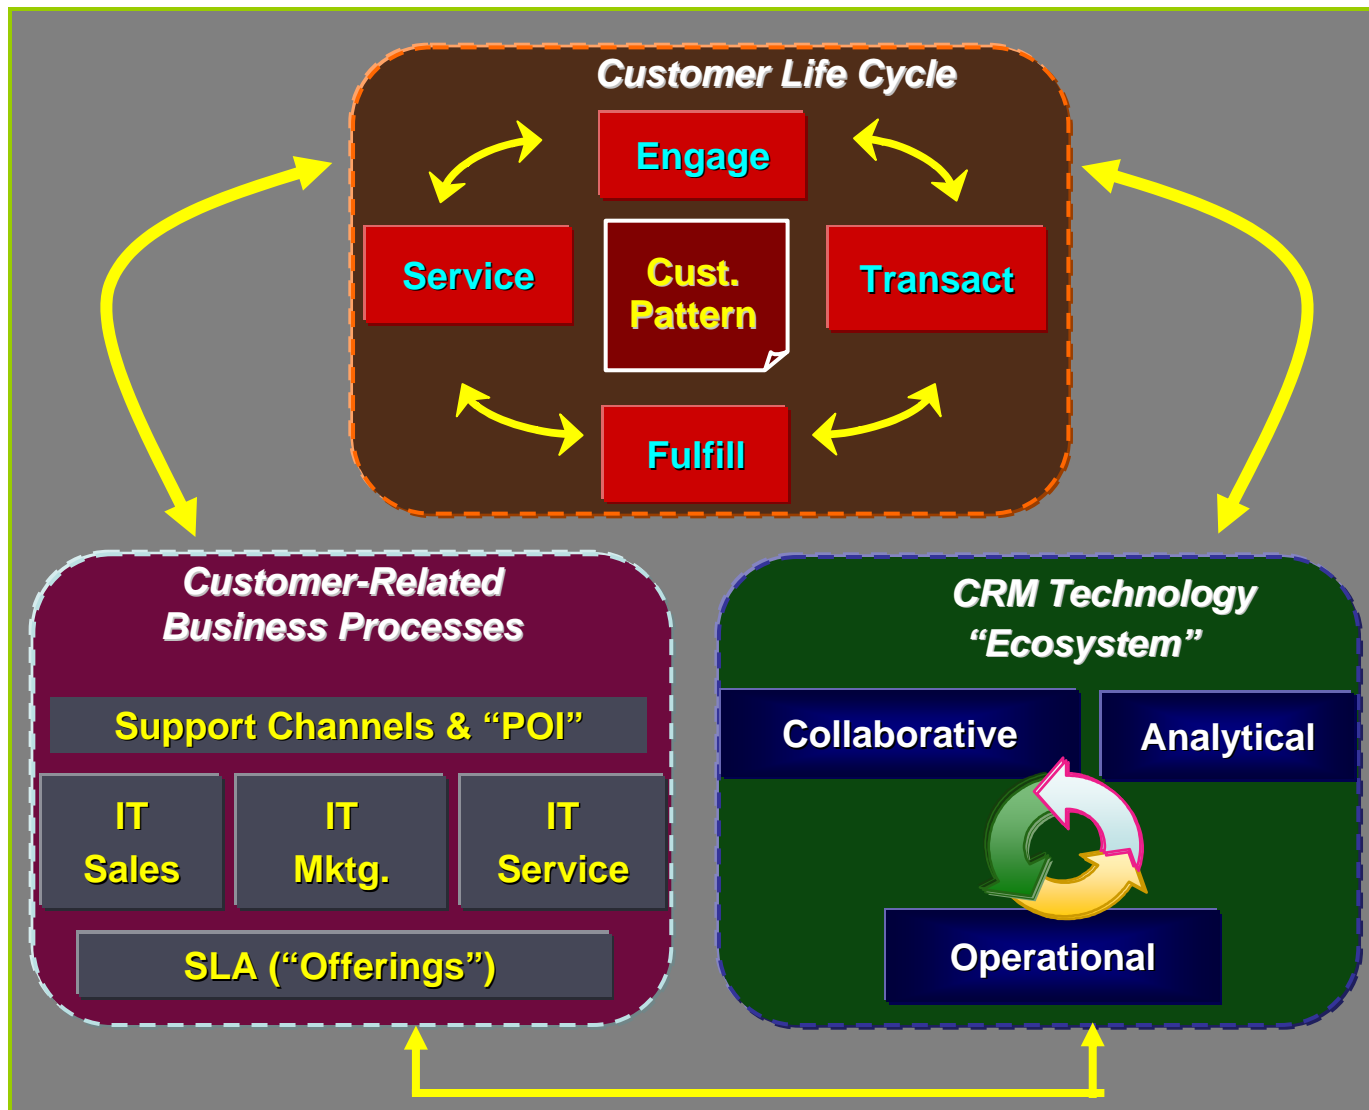 Customer Life Cycle
Engage
Service
Cust.
Pattern
Transact
Fulfill
Customer-Related
Business Processes
Support Channels & “POI”
IT
Sales
IT
Mktg.
IT
Service
SLA (“Offerings”)
CRM Technology
“Ecosystem”
Collaborative
Analytical
Operational